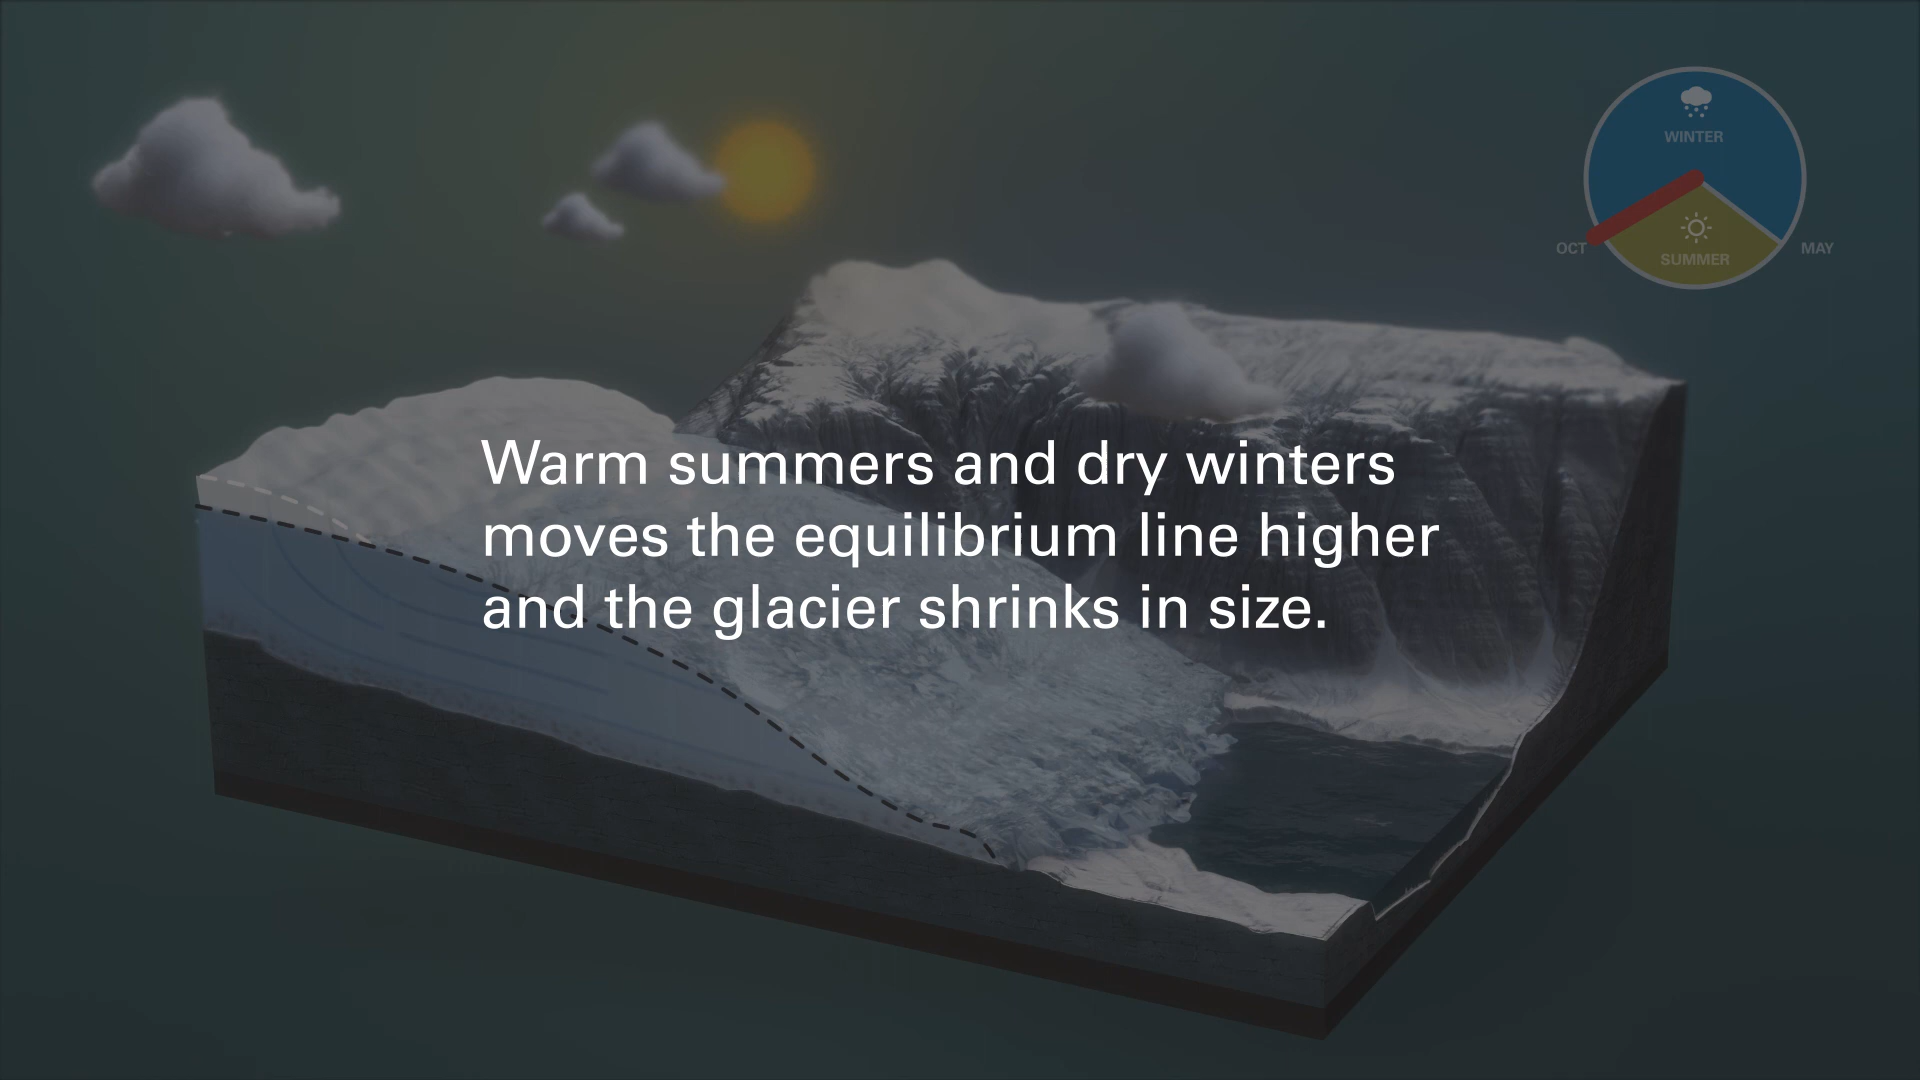 WINTER
OCT
MAY
SUMMER
Warm summers and dry winters
moves the equilibrium line higher
and the glacier shrinks in size.